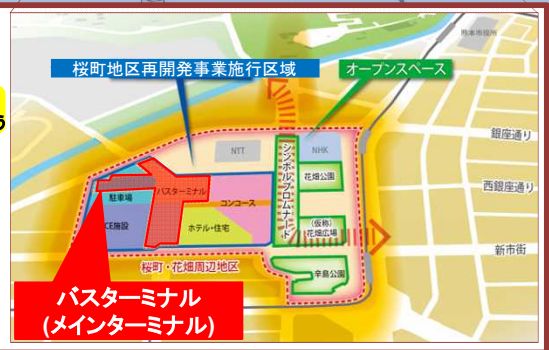 熊本市役所
桜町地区再開発事業施行区域
オープンスペース
う
銀座通り
NTT
NHK
シンボルプロムナード
花畑公園
西銀座通り
駐車場
バスターミナル
コンコース
CE施設
ホテル・住宅
(仮称)
花畑広場
新市街
桜町・花畑周辺地区
辛島公園
バスターミナル
(メインターミナル)